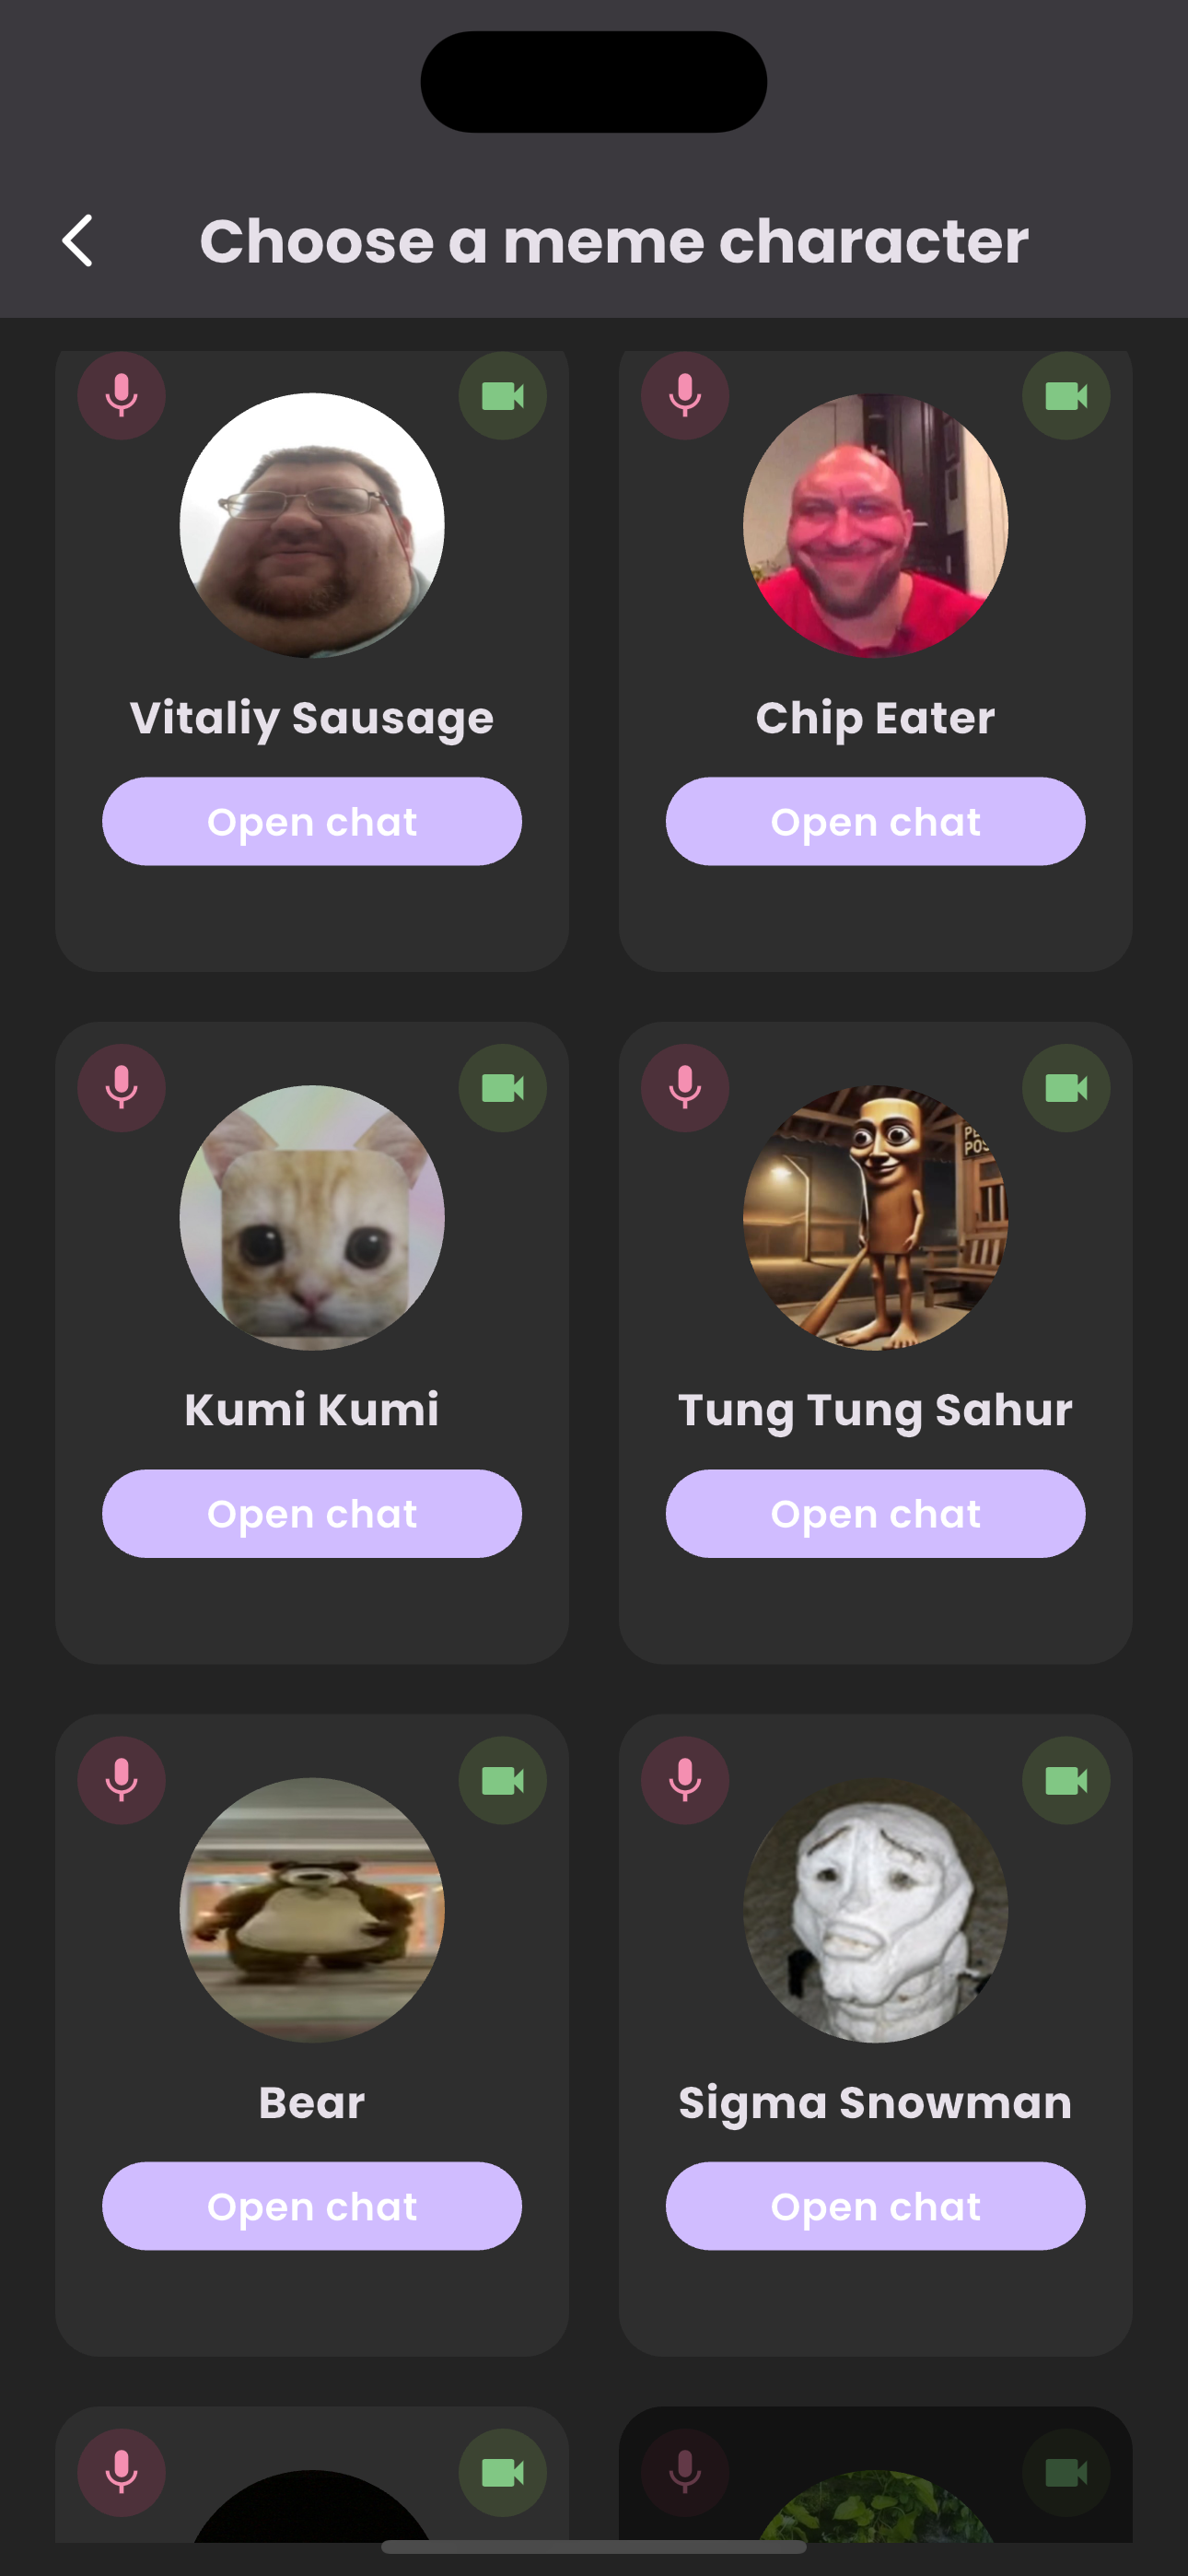 Choose a meme character
Vitaliy Sausage
Chip Eater
Open chat
Open chat
Kumi Kumi
Tung Tung Sahur
Open chat
Open chat
Bear
Sigma Snowman
Open chat
Open chat